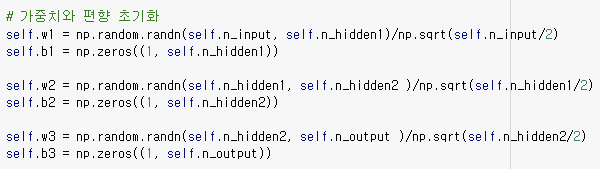 # 가중치와 편향 초기화
self.w1 = np.random.randn(self.n_input, self.n_hidden1)/np.sqrt(self.n_input/2)
self.b1 = np.zeros((1, self.n_hidden1))
self.w2 = np.random.randn(self.n_hidden1, self.n_hidden2 )/np.sqrt(self.n_hidden1/2)
self.b2 = np.zeros((1, self.n_hidden2))
self.w3 = np.random.randn(self.n_hidden2, self.n_output )/np.sqrt(self.n_hidden2/2)
self.b3 = np.zeros((1, self.n_output))